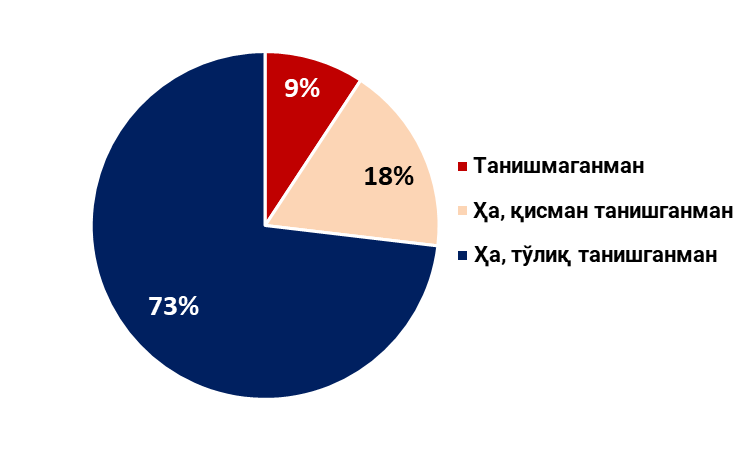 9%
18%
73%
Танишмаганман
Ҳа, қисман танишганман
Ҳа, тўлиқ танишганман